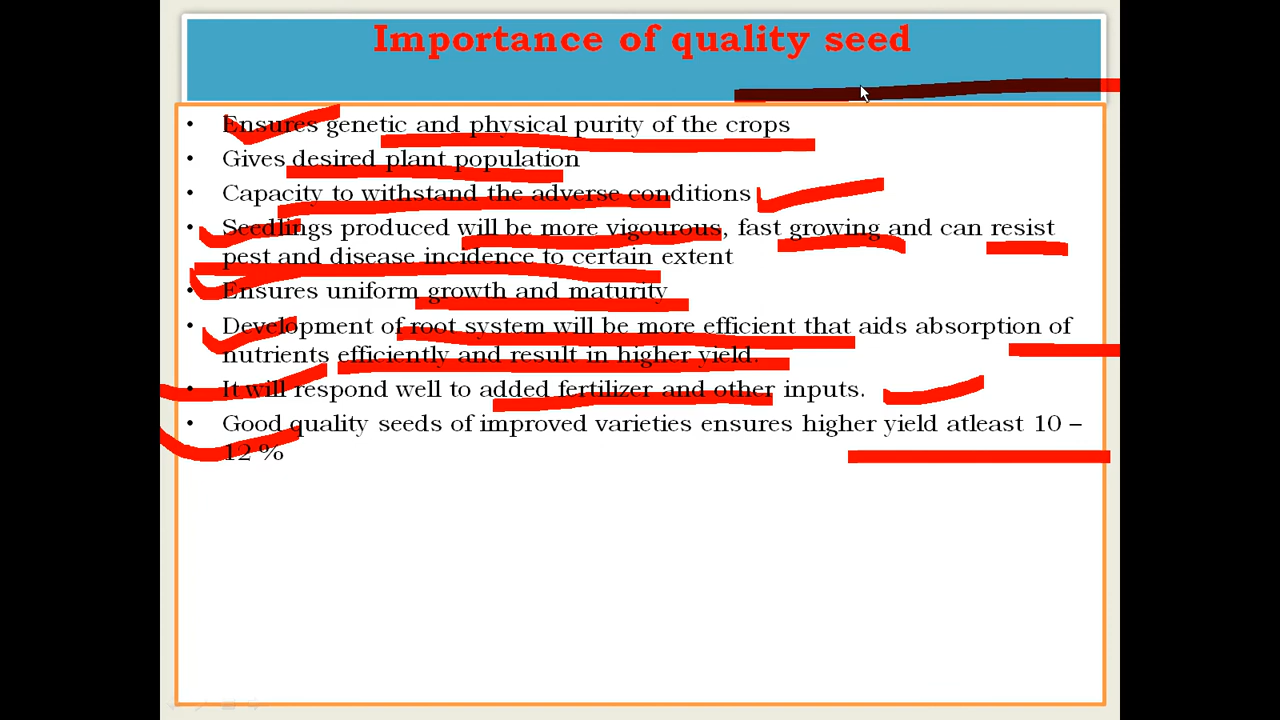 Importance of quality seed
• Ensures genetic and physical purity of the crops
• Gives desired plant population
• Capacity to withstand the adverse conditions
• Seedlings produced will be more vigourous, fast growing and can resist
pest and disease incidence to certain extent
• Ensures uniform growth and maturity
• Development of root system will be more efficient that aids absorption of
nutrients efficiently and result in higher yield.
• It will respond well to added fertilizer and other inputs.
• Good quality seeds of improved varieties ensures higher yield atleast 10 –
12 %